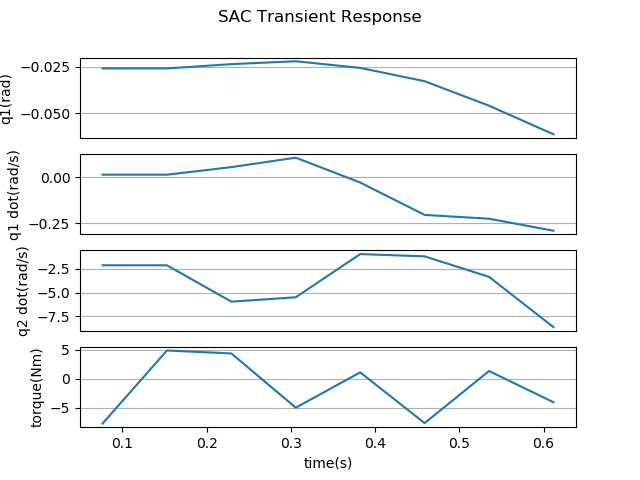 SAC Transient Response
q1(rad)
−0.025
−0.050
q1 dot(rad/s)
0.00
−0.25
q2 dot(rad/s)
−2.5
−5.0
−7.5
torque(Nm)
5
0
−5
0.1 0.2 0.3 0.4 0.5 0.6
time(s)